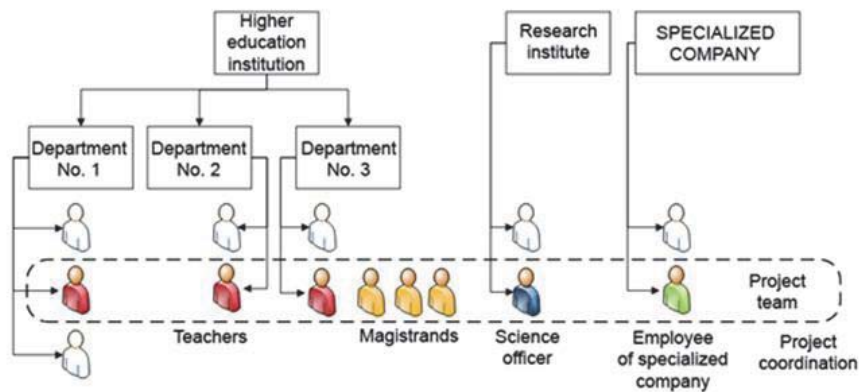 Higher
education
institution
Research
institute
SPECIALIZED
COMPANY
Department
No. 1
Department
No. 2
Department
No. 3
Project
team
Teachers
Magistrands
Science
officer
Employee
of specialized
company
Project
coordination